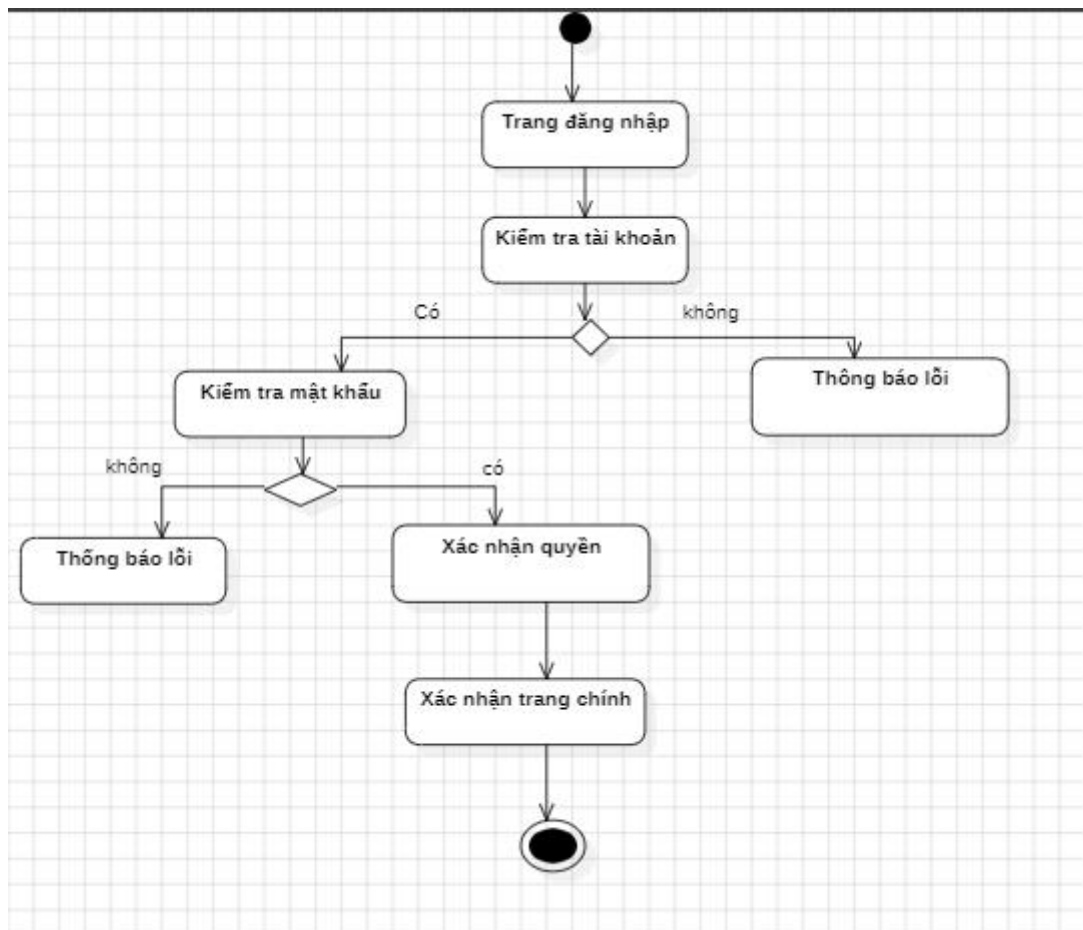 Trang đăng nhập
Kiểm tra tài khoản
Có
không
Kiểm tra mật khẩu
Thông báo lỗi
không
có
Thống báo lỗi
Xác nhận quyền
Xác nhận trang chính